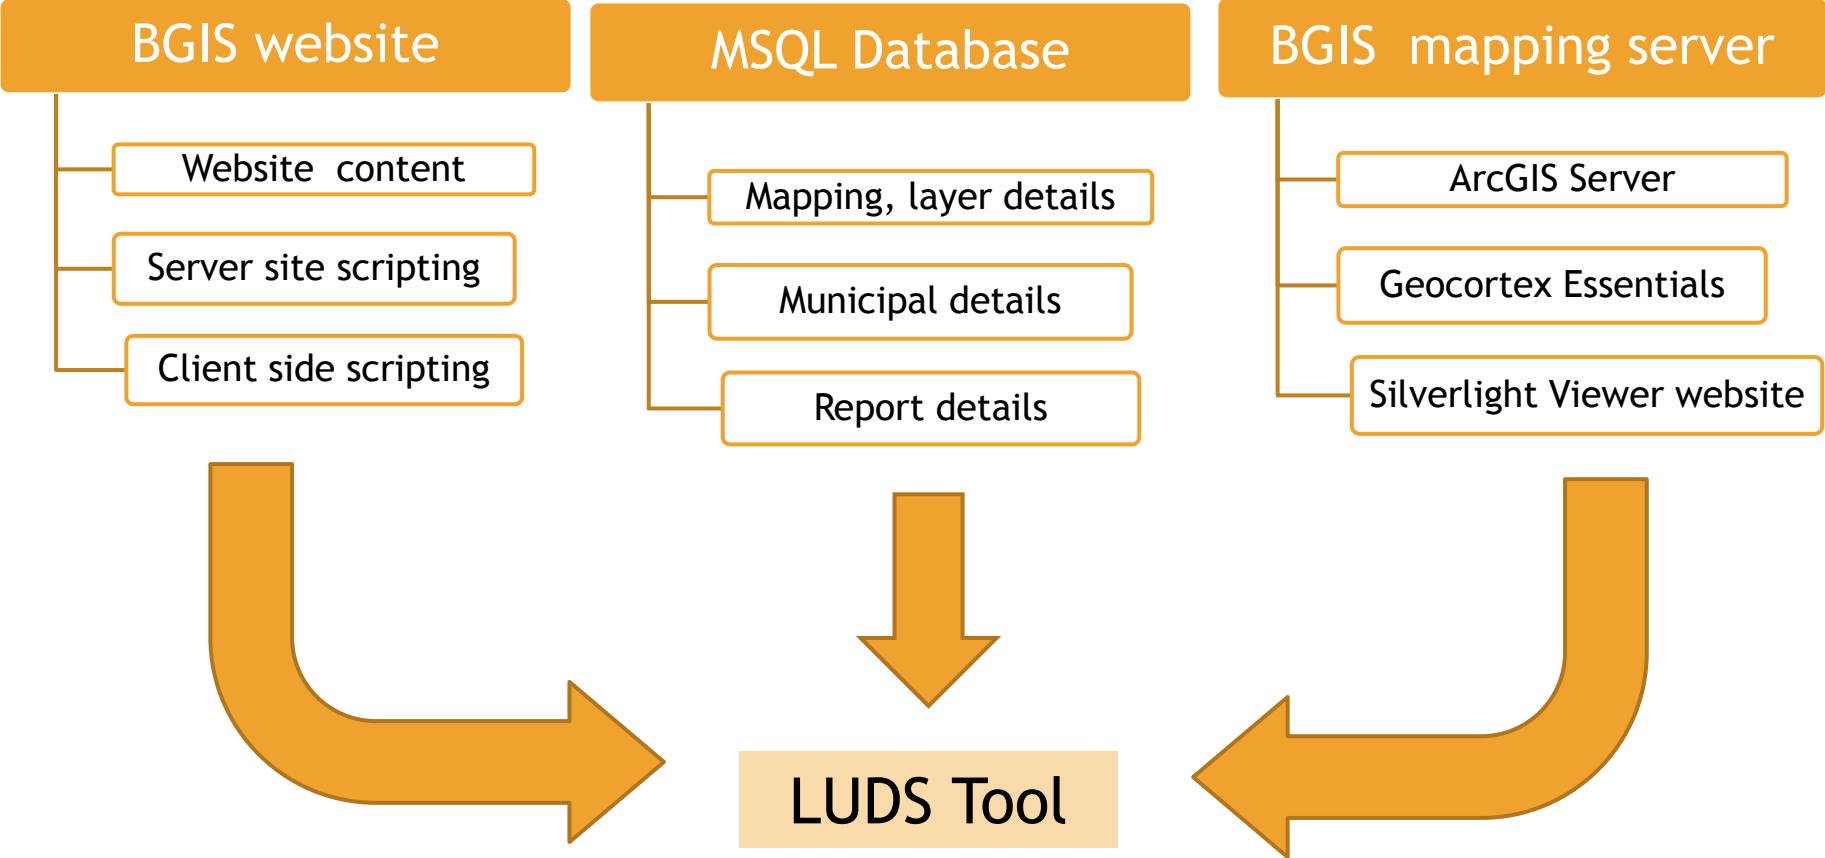 BGIS website
Website content
Server site scripting
Client side scripting
MSQL Database
Mapping, layer details
Municipal details
Report details
BGIS mapping server
ArcGIS Server
Geocortex Essentials
Silverlight Viewer website
LUDS Tool